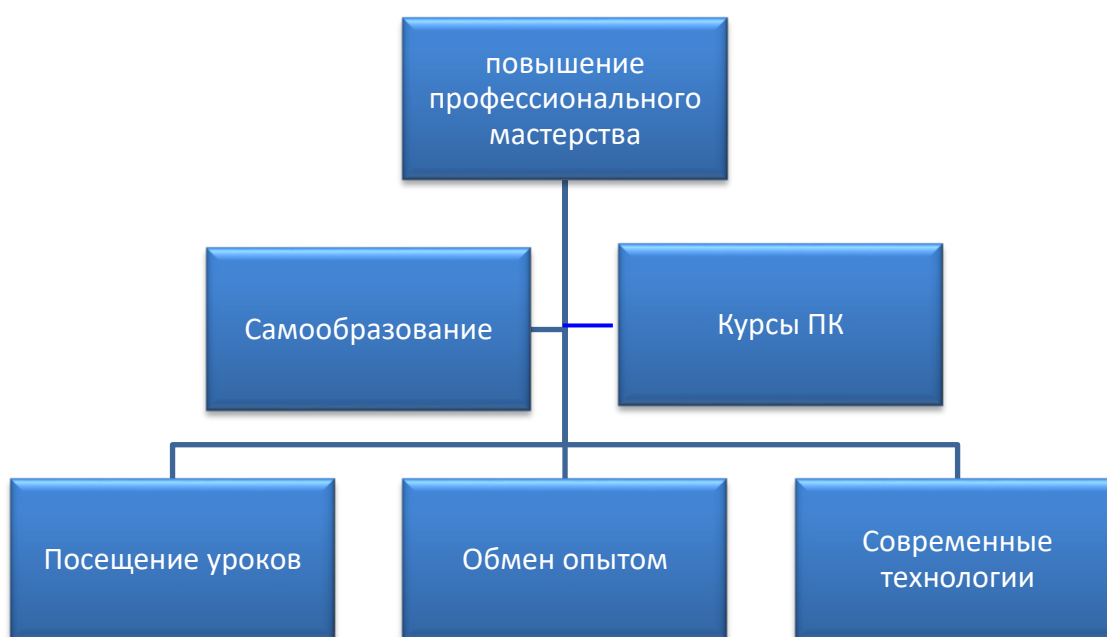 повышение
профессионального
мастерства
Самообразование
Курсы ПК
Посещение уроков
Обмен опытом
Современные
технологии